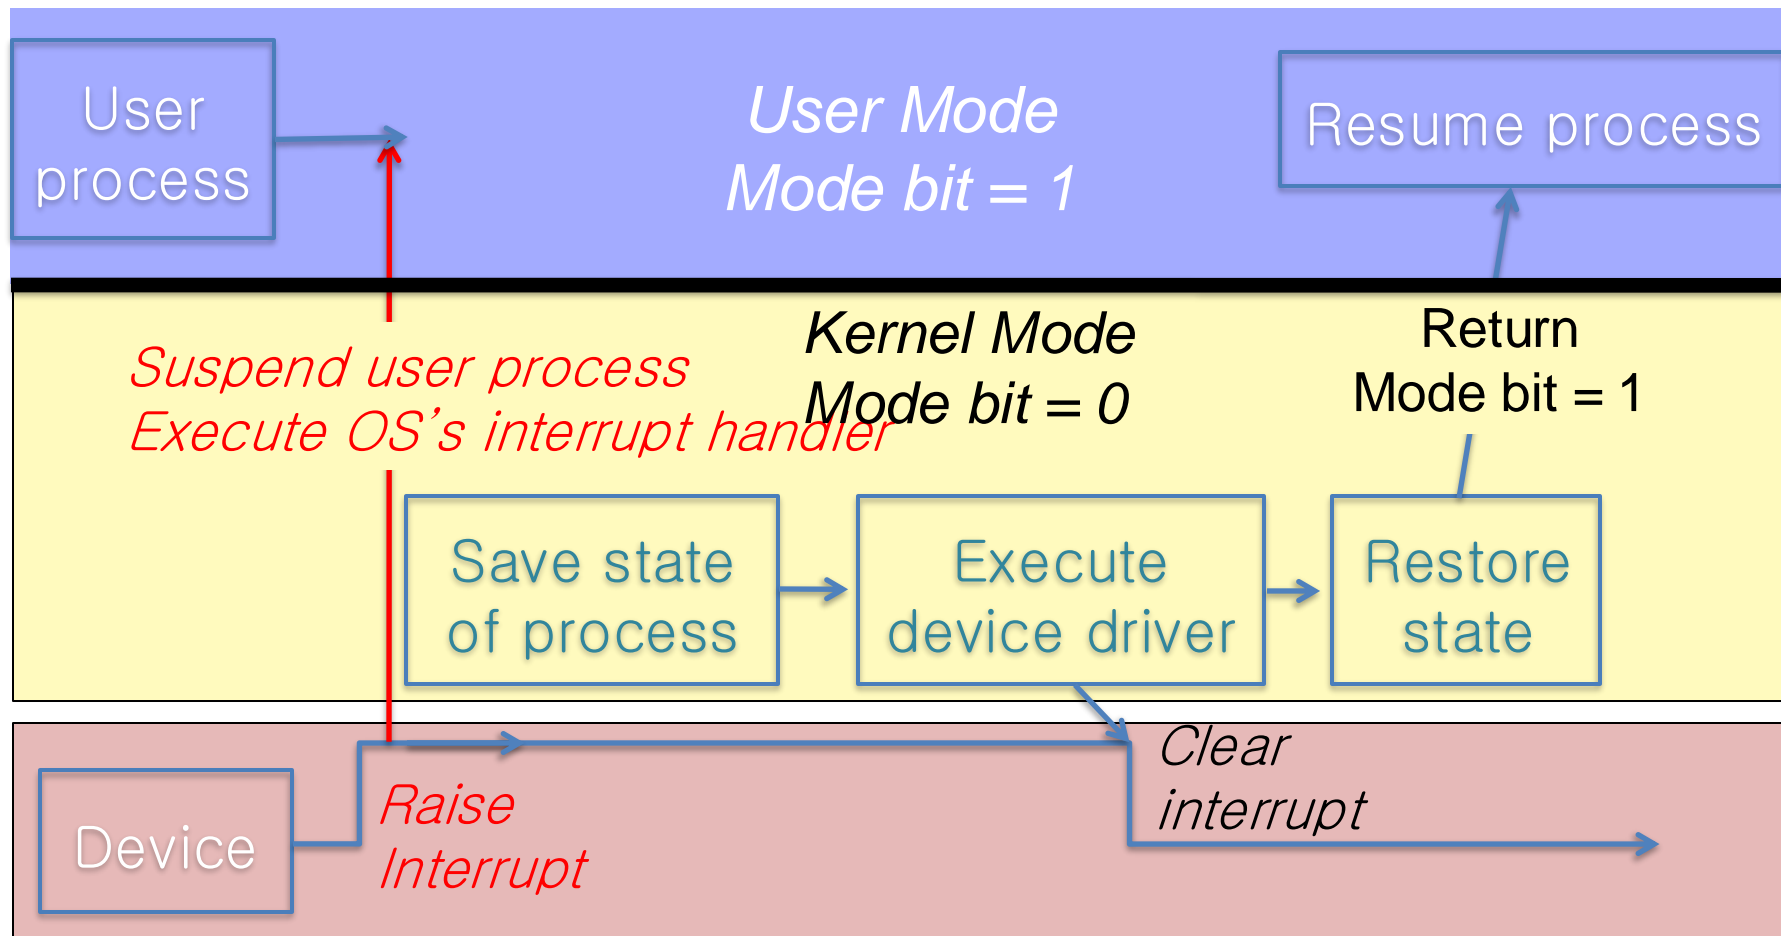 User
process
User Mode
Mode bit = 1
Resume process
Suspend user process
Execute OS's interrupt handler
Kernel Mode
Mode bit = 0
Return
Mode bit = 1
Save state
of process
Execute
device driver
Restore
state
Device
Raise
Interrupt
Clear
interrupt